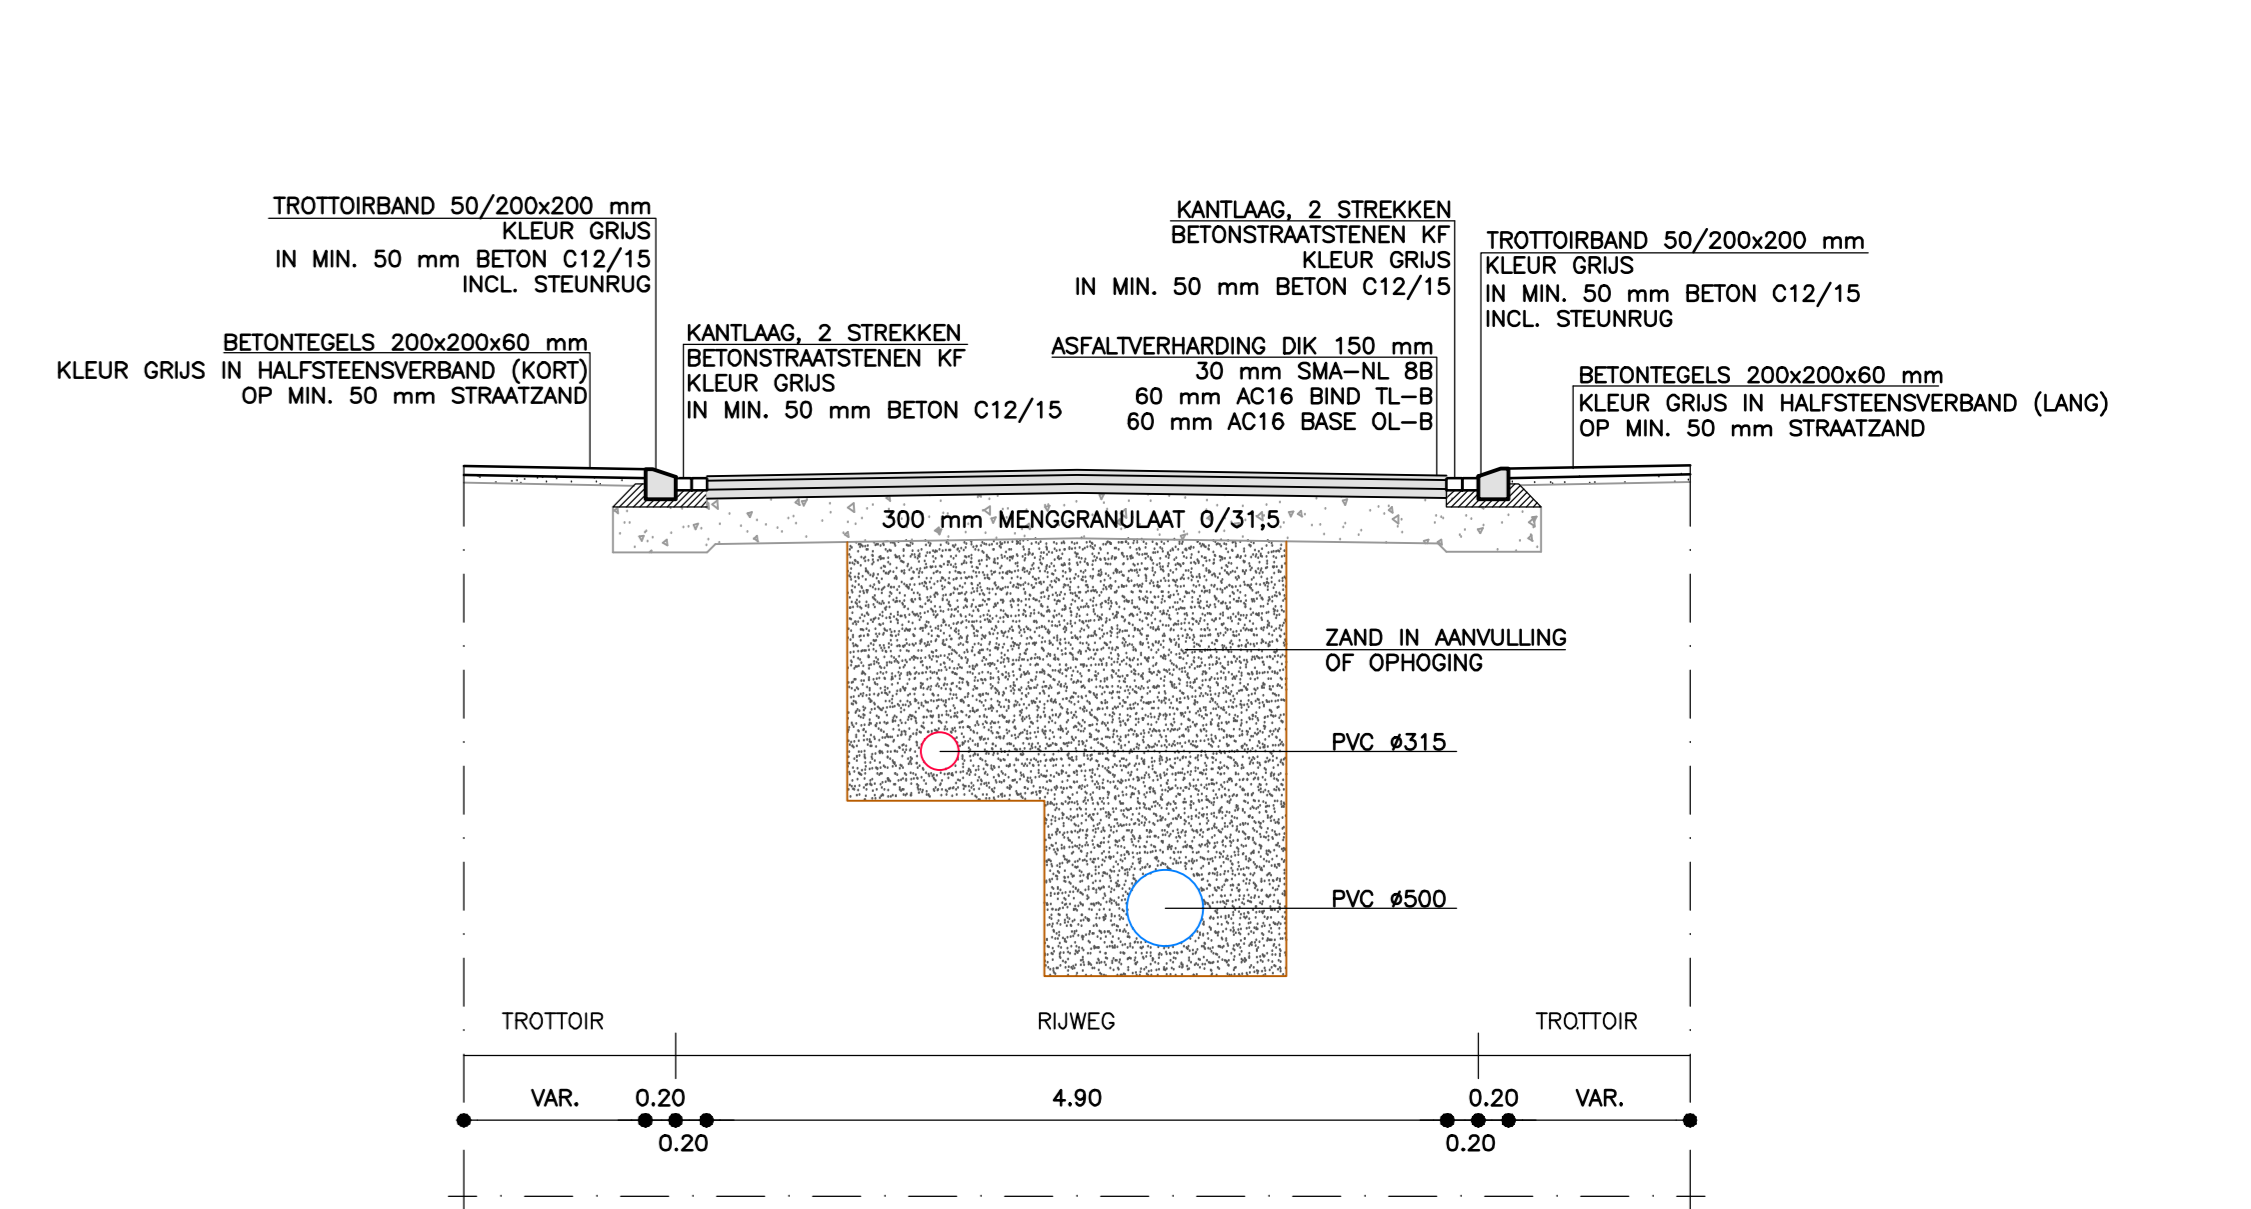 TROTTOIRBAND 50/200x200 mm
KLEUR GRIJS
IN MIN. 50 mm BETON C12/15
INCL. STEUNRUG
BETONTEGELS 200x200x60 mm
KLEUR GRIJS IN HALFSTEENSVERBAND (KORT)
OP MIN. 50 mm STRAATZAND
KANTLAAG, 2 STREKKEN
BETONSTRAATSTENEN KF
KLEUR GRIJS
IN MIN. 50 mm BETON C12/15
KANTLAAG, 2 STREKKEN
BETONSTRAATSTENEN KF
KLEUR GRIJS
IN MIN. 50 mm BETON C12/15
ASFALTVERHARDING DIK 150 mm
30 mm SMA-NL 8B
60 mm AC16 BIND TL-B
60 mm AC16 BASE OL-B
TROTTOIRBAND 50/200x200 mm
KLEUR GRIJS
IN MIN. 50 mm BETON C12/15
INCL. STEUNRUG
BETONTEGELS 200x200x60 mm
KLEUR GRIJS IN HALFSTEENSVERBAND (LANG)
OP MIN. 50 mm STRAATZAND
300 mm MENGGRANULAAT 0/31,5
ZAND IN AANVULLING
OF OPHOGING
PVC ø315
PVC ø500
TROTTOIR RIJWEG TROTTOIR
VAR. 0.20 4.90 0.20 VAR.
0.20 0.20